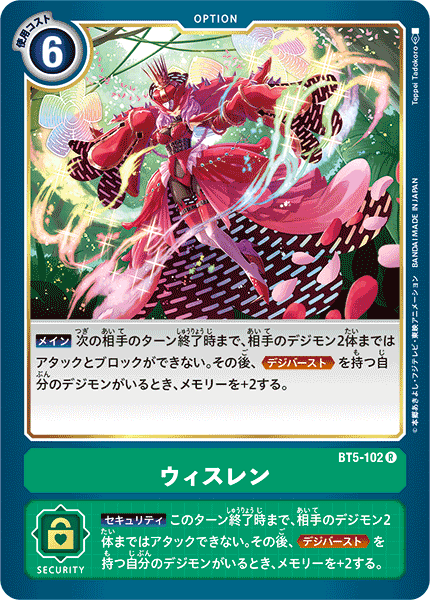 使用コスト
6
OPTION
Teppei Tadokoro
©本郷あきよし・フジテレビ・東映アニメーション BANDAI MADE IN JAPAN
メイン 次の相手のターン終了時まで、相手のデジモン2体までは
アタックとブロックができない。その後、デジバースト を持つ自
分のデジモンがいるとき、メモリーを+2する。
BT5-102 R
ウィスレン
セキュリティ このターン終了時まで、相手のデジモン2
体まではアタックできない。その後、デジバースト を
持つ自分のデジモンがいるとき、メモリーを+2する。
SECURITY